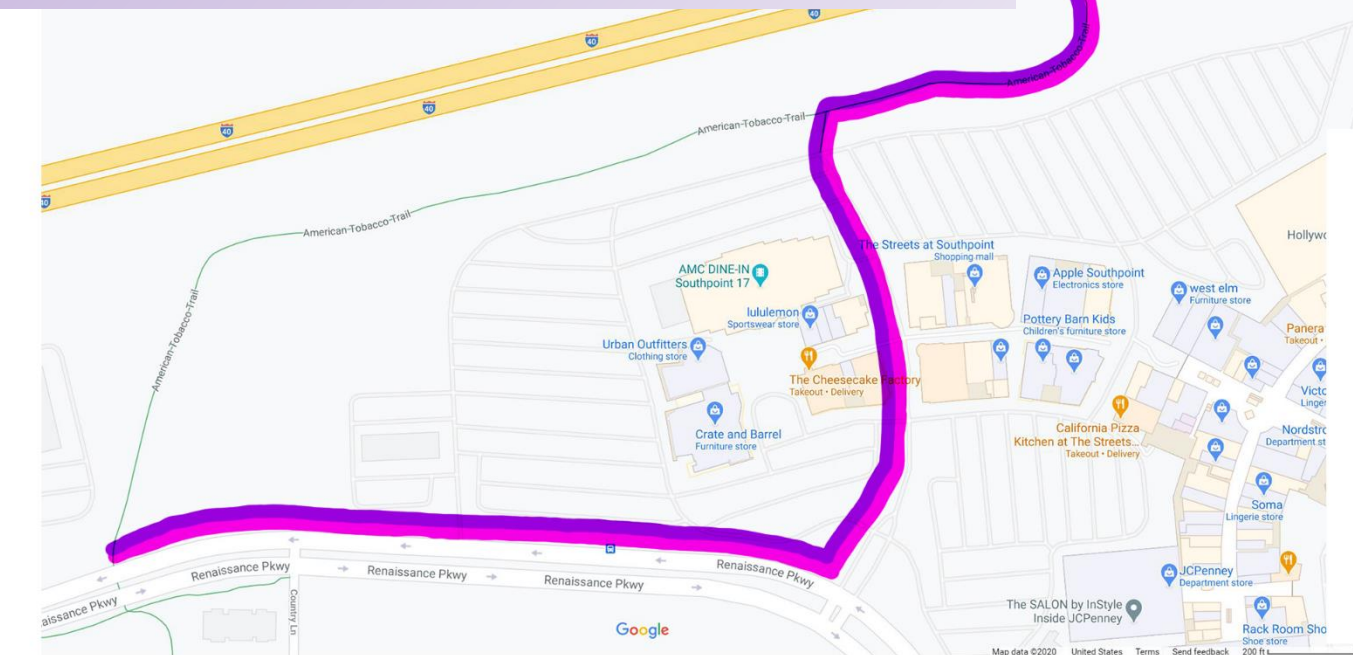 40
40
40
40
40
American-Tobacco-Trail
American-Tobacco-Trail
American-Tobacco-Trail
American-Tobacco-Trail
The Streets at Southpoint
Shopping mall
Hollyw
AMC DINE-IN
Southpoint 17
Apple Southpoint
Electronics store
west elm
Furniture store
lululemon
Sportswear store
Pottery Barn Kids
Children's furniture store
Panera
Takeout •
Urban Outfitters
Clothing store
The Cheesecake Factory
Takeout • Delivery
Victo
Linge
Crate and Barrel
Furniture store
California Pizza
Kitchen at The Streets...
Takeout • Delivery
Nordstro
Department st
Soma
Lingerie store
Renaissance Pkwy
Renaissance Pkwy
Renaissance Pkwy
Renaissance Pkwy
aissance Pkwy
Country Ln
JCPenney
Department store
The SALON by InStyle
Inside JCPenney
Google
Rack Room Sho
Shoe store
Map data ©2020 United States Terms Send feedback 200 ft